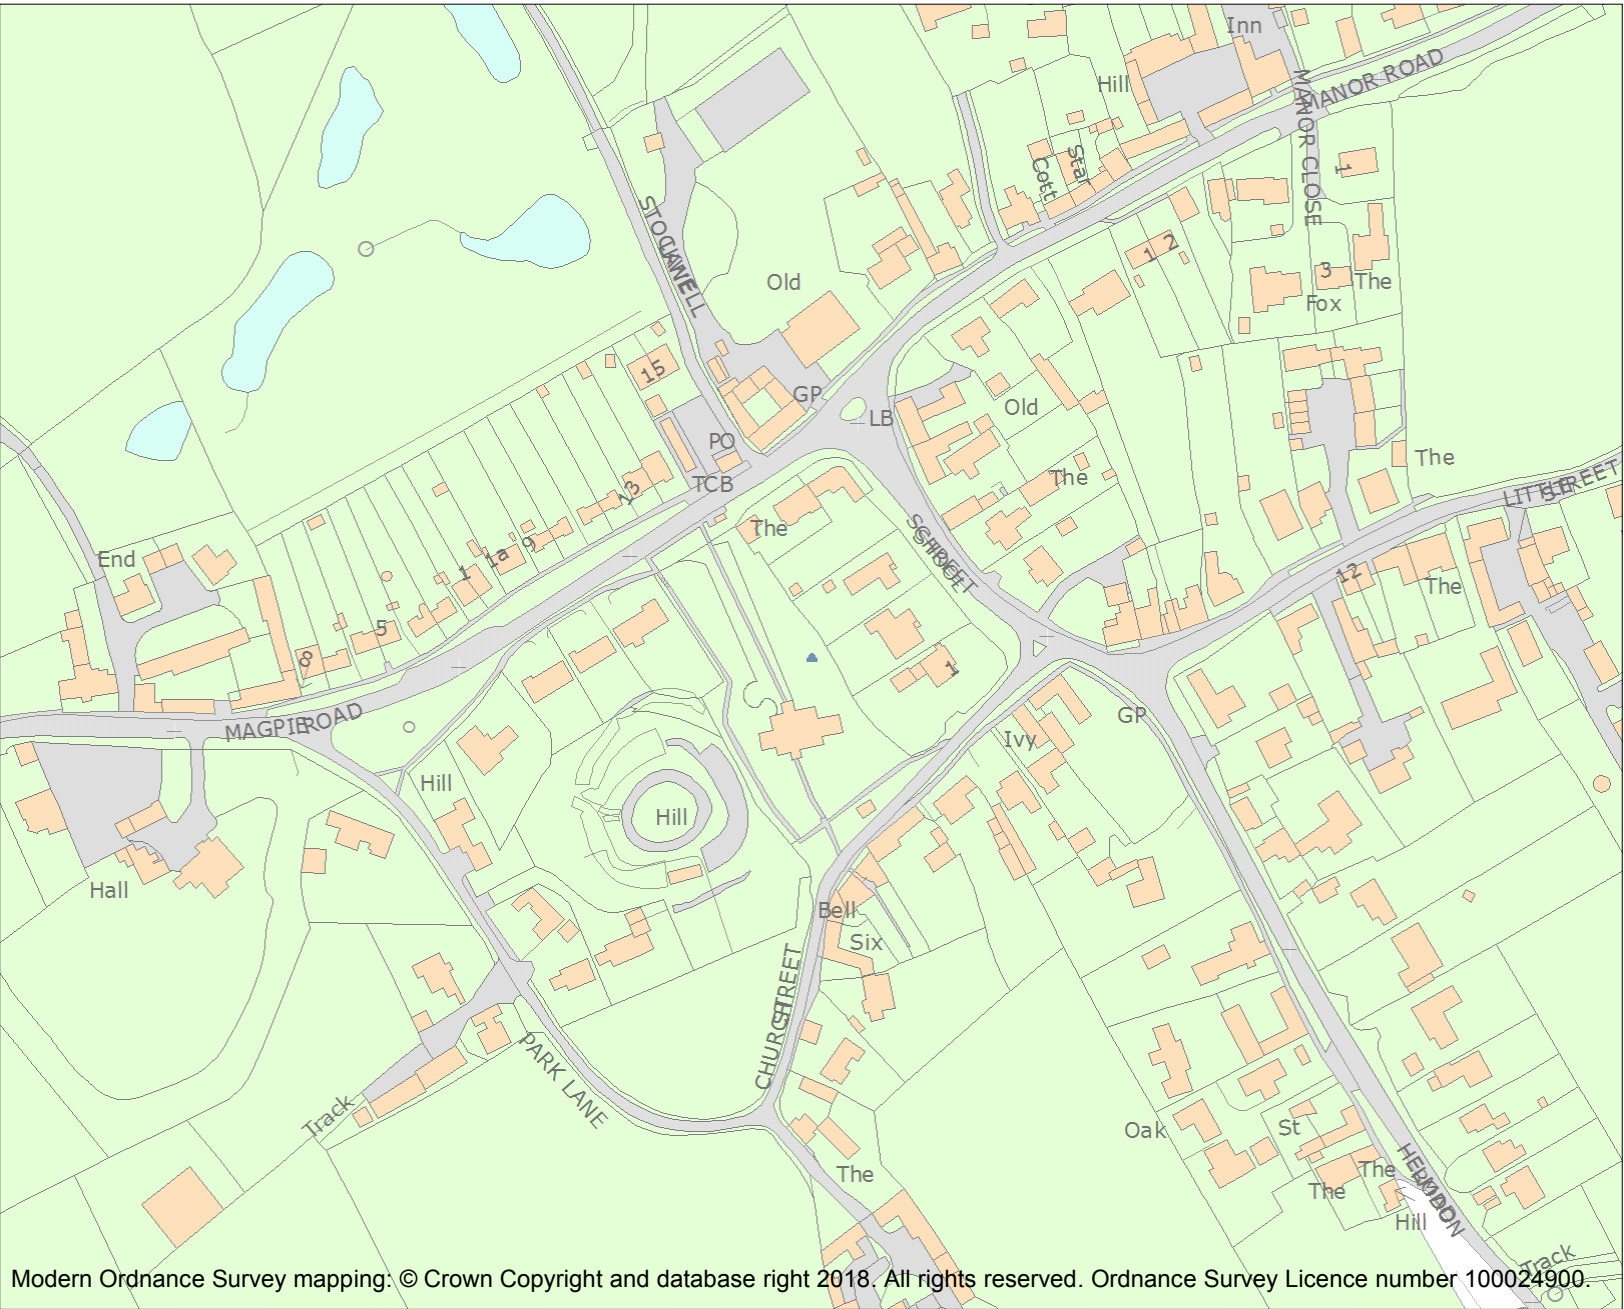 Inn
MANOR ROAD
Hill
MANOR CLOSE
Star
Cott
1
STOCKWELL
LANE
1 2
Old
3
The
Fox
15
GP
LB
Old
PO
The
The
TCB
LITTLE
STREET
13
The
SCHOOL
STREET
9
1a
1
End
12
The
5
8
1
MAGPIE
ROAD
GP
Ivy
Hill
Hill
Hall
Bell
Six
CHURCH
STREET
PARK LANE
Track
Oak
St
The
The
The
HELMDON
ROAD
Hill
Track
Modern Ordnance Survey mapping: © Crown Copyright and database right 2018. All rights reserved. Ordnance Survey Licence number 100024900.